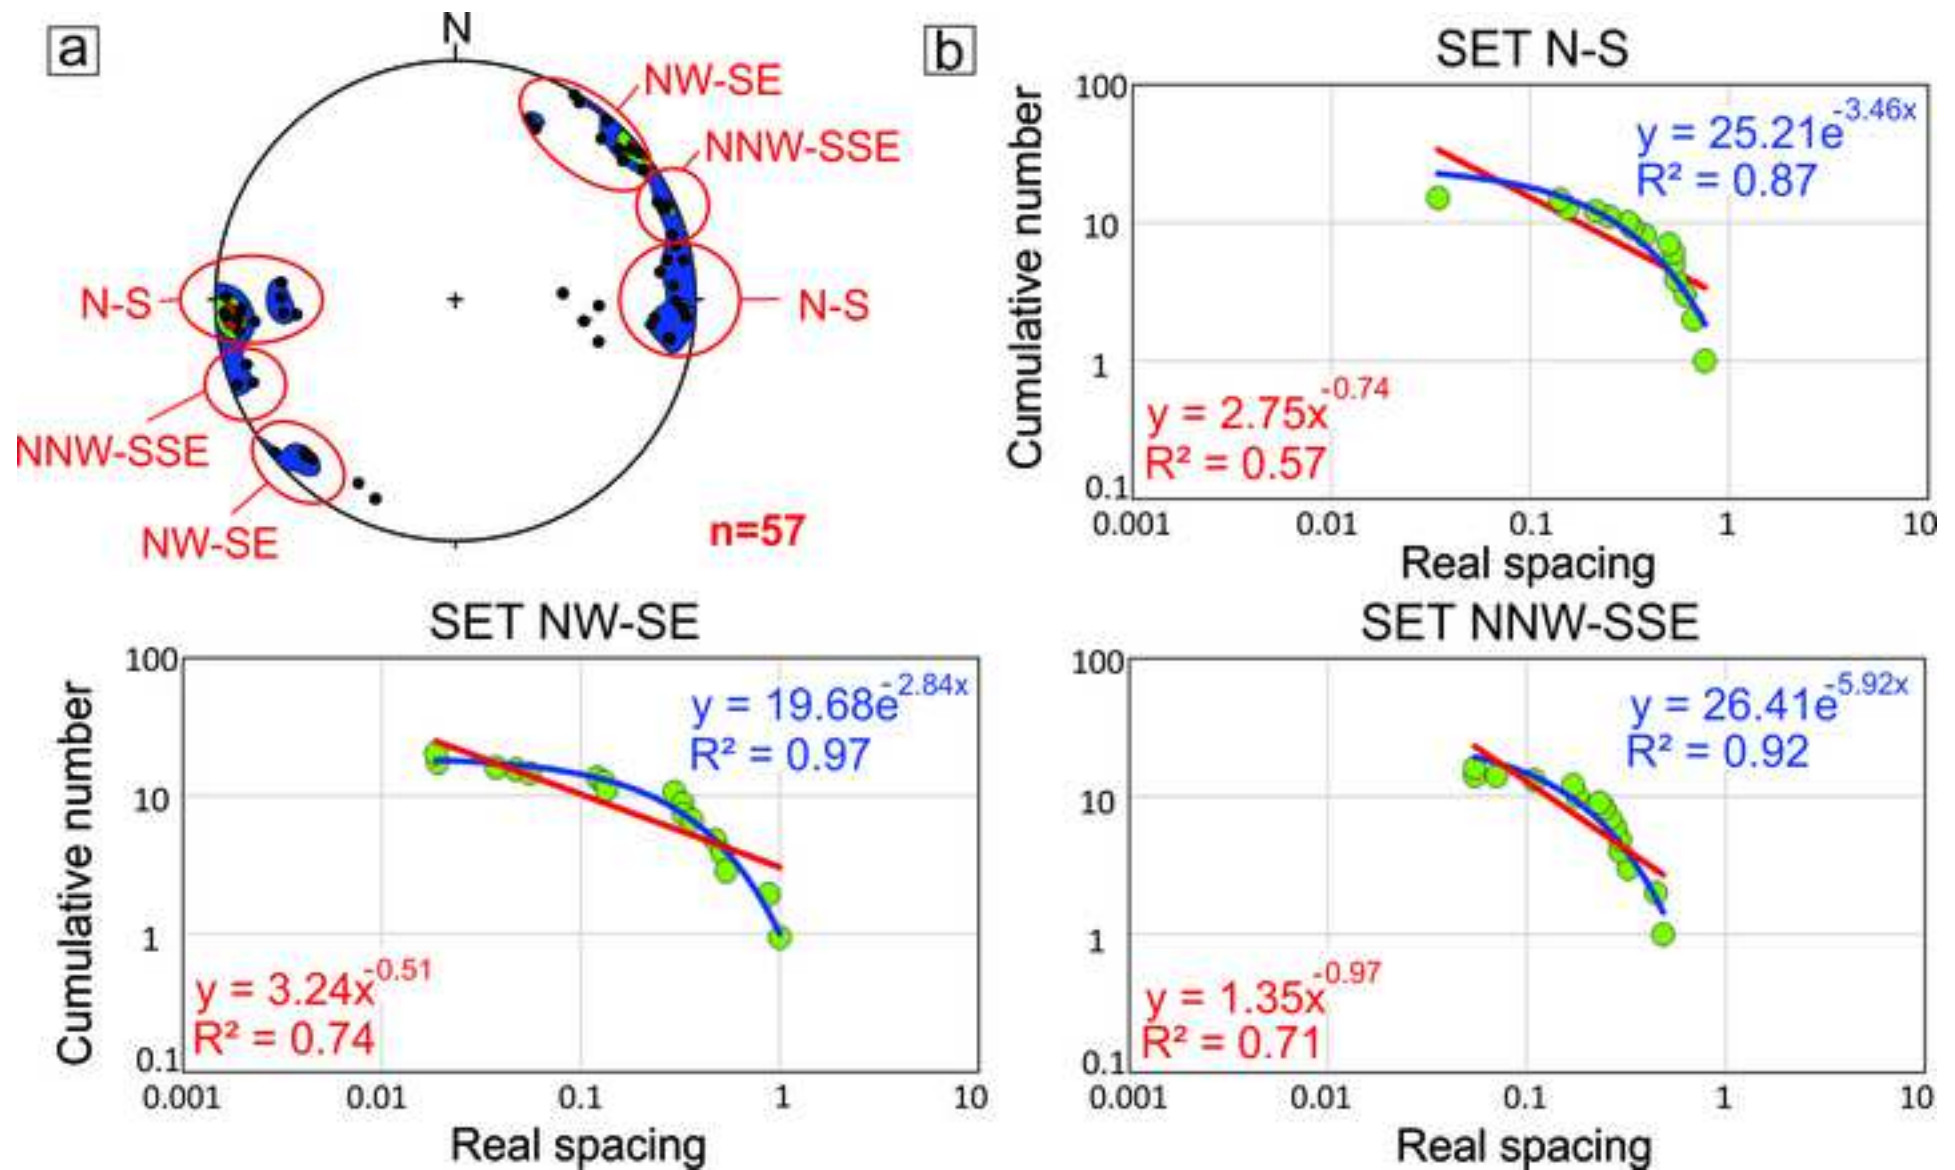 a
N
NW-SE
NNW-SSE
N-S
N-S
NNW-SSE
NW-SE
n=57
b
SET N-S
Cumulative number
100
10
1
0.1
y = 25.21e^-3.46x
R² = 0.87
y = 2.75x^-0.74
R² = 0.57
0.001 0.01 0.1 1 10
Real spacing
SET NW-SE
Cumulative number
100
10
1
0.1
y = 19.68e^-2.84x
R² = 0.97
y = 3.24x^-0.51
R² = 0.74
0.001 0.01 0.1 1 10
Real spacing
SET NNW-SSE
100
10
1
0.1
y = 26.41e^-5.92x
R² = 0.92
y = 1.35x^-0.97
R² = 0.71
0.001 0.01 0.1 1 10
Real spacing